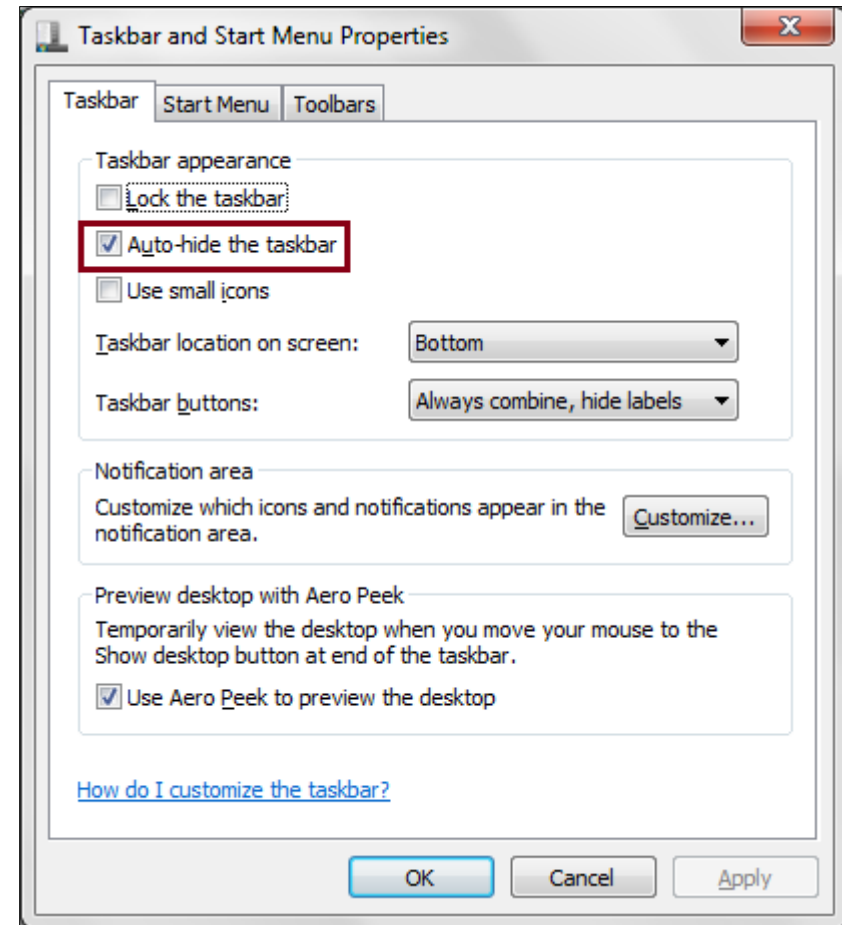 Taskbar and Start Menu Properties
x
Taskbar
Start Menu
Toolbars
Taskbar appearance
Lock the taskbar
Auto-hide the taskbar
Use small icons
Taskbar location on screen:
Bottom
Taskbar buttons:
Always combine, hide labels
Notification area
Customize which icons and notifications appear in the
notification area.
Customize...
Preview desktop with Aero Peek
Temporarily view the desktop when you move your mouse to the
Show desktop button at end of the taskbar.
Use Aero Peek to preview the desktop
How do I customize the taskbar?
OK
Cancel
Apply